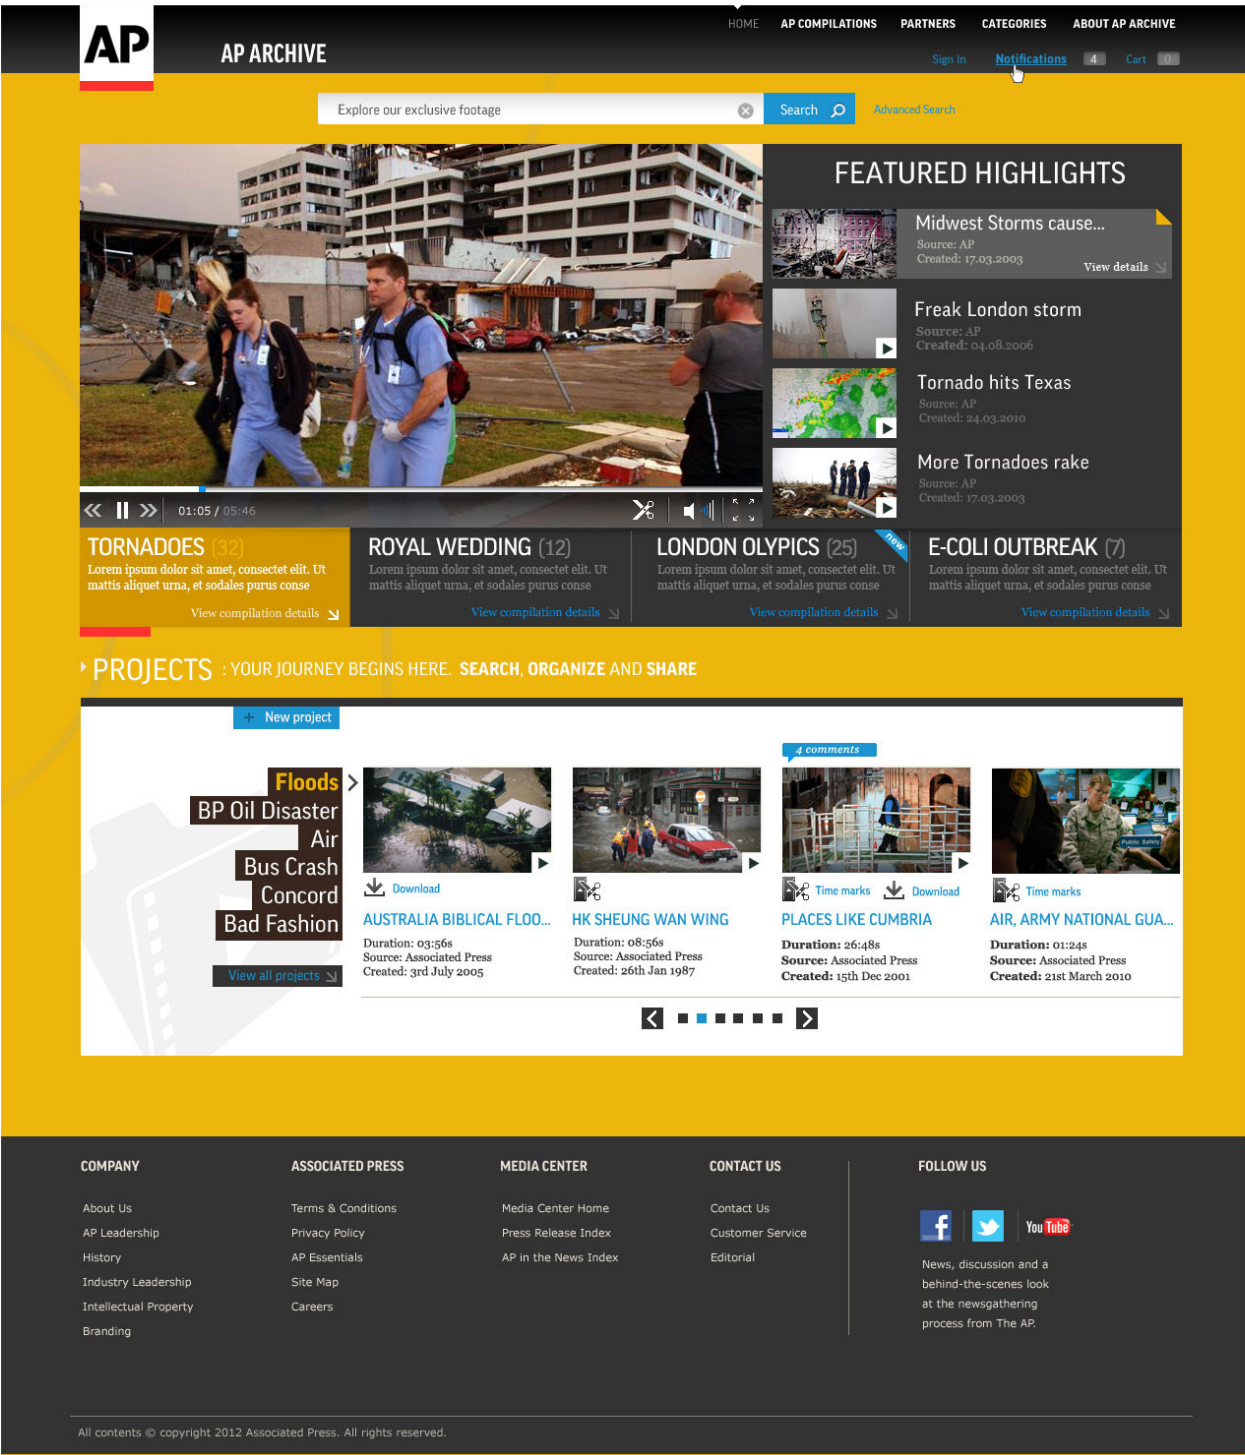 AP
AP ARCHIVE
HOME AP COMPILATIONS PARTNERS CATEGORIES ABOUT AP ARCHIVE
Sign In Notifications 4 Cart 0
Explore our exclusive footage Search Advanced Search
FEATURED HIGHLIGHTS
Midwest Storms cause...
Source: AP
Created: 17.03.2003
View details
Freak London storm
Source: AP
Created: 04.08.2006
Tornado hits Texas
Source: AP
Created: 24.03.2010
More Tornadoes rake
Source: AP
Created: 17.03.2003
01:05 / 05:46
TORNADOES (32)
Lorem ipsum dolor sit amet, consectet elit. Ut
mattis aliquet urna, et sodales purus conse
View compilation details
ROYAL WEDDING (12)
Lorem ipsum dolor sit amet, consectet elit. Ut
mattis aliquet urna, et sodales purus conse
View compilation details
LONDON OLYPICS (25)
new
Lorem ipsum dolor sit amet, consectet elit. Ut
mattis aliquet urna, et sodales purus conse
View compilation details
E-COLI OUTBREAK (7)
Lorem ipsum dolor sit amet, consectet elit. Ut
mattis aliquet urna, et sodales purus conse
View compilation details
PROJECTS : YOUR JOURNEY BEGINS HERE. SEARCH, ORGANIZE AND SHARE
+ New project
Floods
BP Oil Disaster
Air
Bus Crash
Concord
Bad Fashion
View all projects
Download
AUSTRALIA BIBLICAL FLOO...
Duration: 03:56s
Source: Associated Press
Created: 3rd July 2005
HK SHEUNG WAN WING
Duration: 08:56s
Source: Associated Press
Created: 26th Jan 1987
4 comments
Time marks Download
PLACES LIKE CUMBRIA
Duration: 26:48s
Source: Associated Press
Created: 15th Dec 2001
Public Safety
Time marks
AIR, ARMY NATIONAL GUA...
Duration: 01:24s
Source: Associated Press
Created: 21st March 2010
COMPANY
About Us
AP Leadership
History
Industry Leadership
Intellectual Property
Branding
ASSOCIATED PRESS
Terms & Conditions
Privacy Policy
AP Essentials
Site Map
Careers
MEDIA CENTER
Media Center Home
Press Release Index
AP in the News Index
CONTACT US
Contact Us
Customer Service
Editorial
FOLLOW US
f
You Tube
News, discussion and a
behind-the-scenes look
at the newsgathering
process from The AP.
All contents © copyright 2012 Associated Press. All rights reserved.